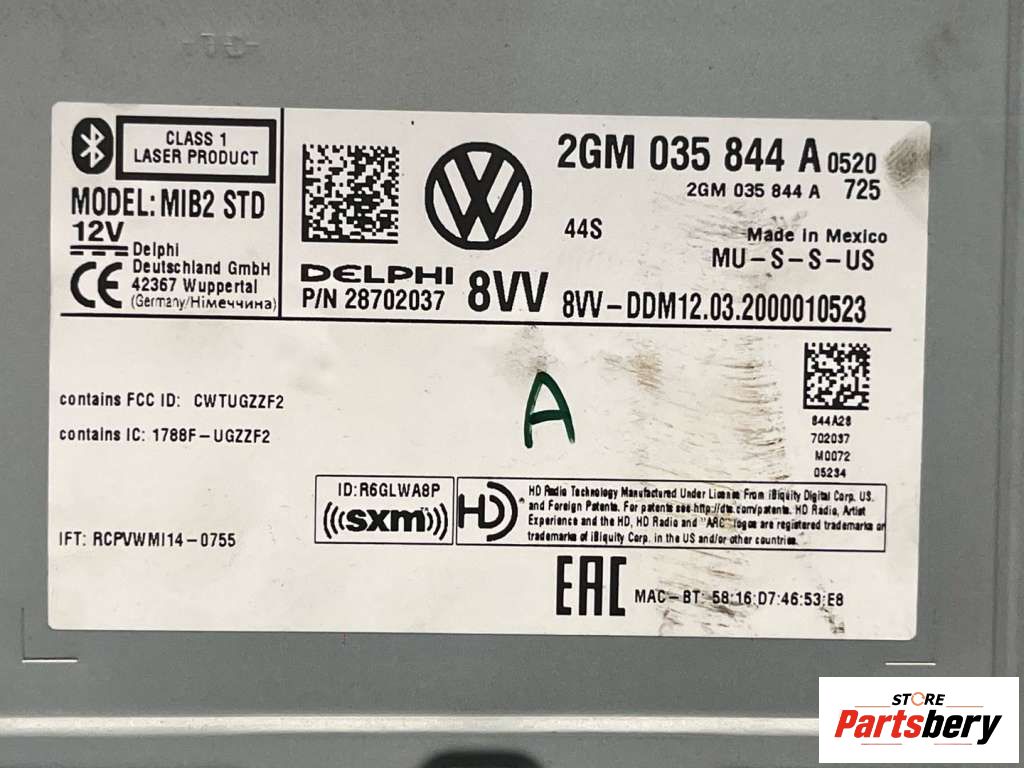 CLASS 1
LASER PRODUCT
MODEL: MIB2 STD
12V
Delphi
Deutschland GmbH
42367 Wuppertal
(Germany/Німеччина)
CE
DELPHI
P/N 28702037
8VV
2GM 035 844 A 0520
2GM 035 844 A 725
44S
Made in Mexico
MU-S-S-US
8VV-DDM12.03.2000010523
contains FCC ID: CWTUGZZF2
contains IC: 1788F-UGZZF2
A
844A28
702037
M0072
05234
IFT: RCPVWMI14-0755
ID:R6GLWA8P
(((sxm)))
HD
HD Radio Technology Manufactured Under License From iBiquity Digital Corp. US.
and Foreign Patents. For patents see http://dts.com/patents. HD Radio, Artist
Experience and the HD, HD Radio and "ARC" logos are registered trademarks or
trademarks of iBiquity Corp. in the US and/or other countries.
EAC
MAC-BT: 58:16:D7:46:53:E8
STORE
Partsbery